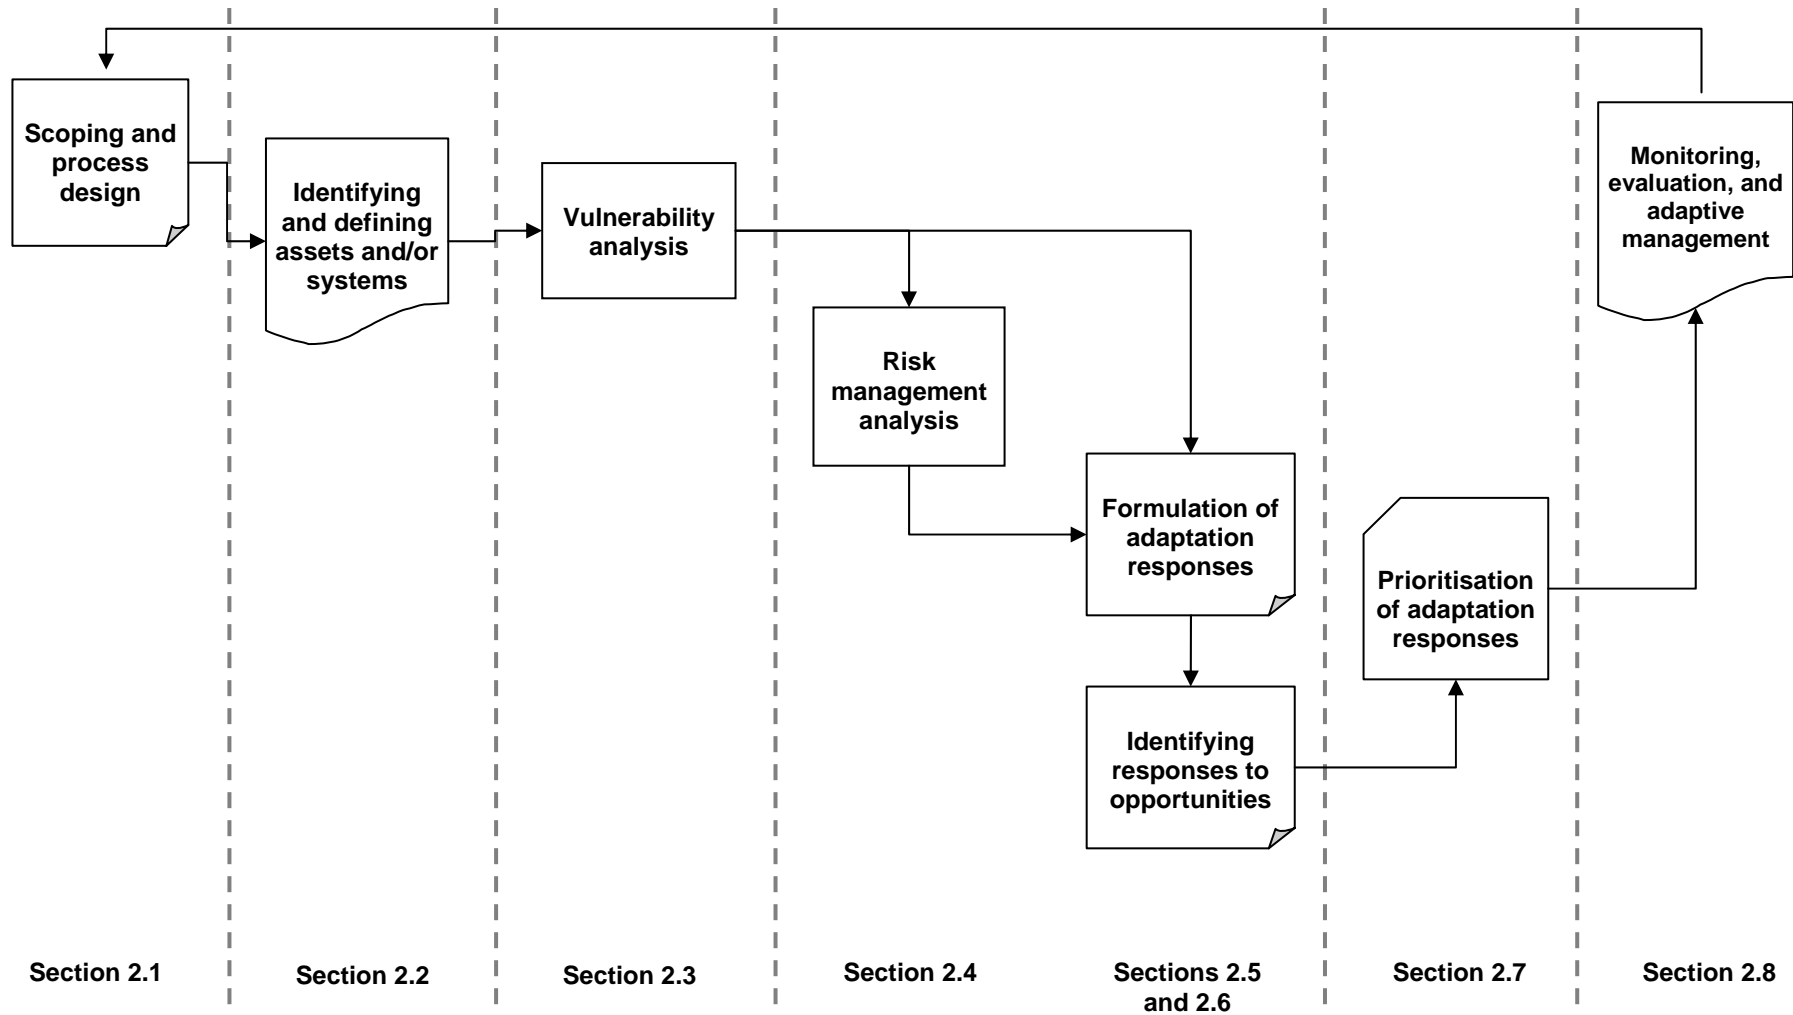 Scoping and
process
design
Identifying
and defining
assets and/or
systems
Vulnerability
analysis
Risk
management
analysis
Formulation of
adaptation
responses
Identifying
responses to
opportunities
Prioritisation
of adaptation
responses
Monitoring,
evaluation, and
adaptive
management
Section 2.1
Section 2.2
Section 2.3
Section 2.4
Sections 2.5
and 2.6
Section 2.7
Section 2.8